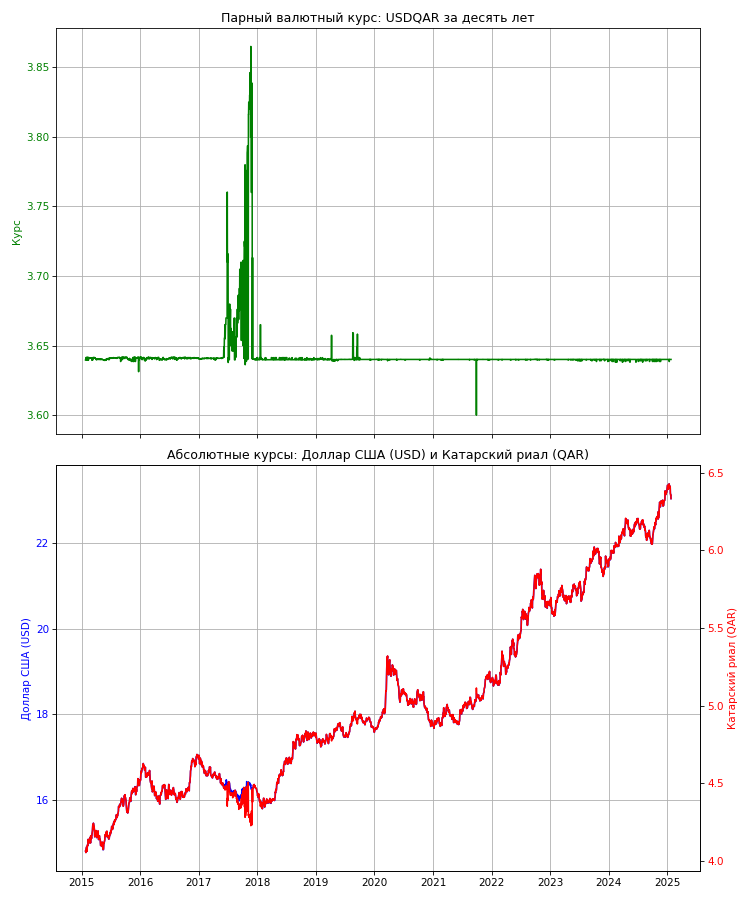 Парный валютный курс: USDQAR за десять лет
Курс
3.85
3.80
3.75
3.70
3.65
3.60
Абсолютные курсы: Доллар США (USD) и Катарский риал (QAR)
Доллар США (USD)
22
20
18
16
6.5
6.0
5.5
5.0
4.5
4.0
Катарский риал (QAR)
2015 2016 2017 2018 2019 2020 2021 2022 2023 2024 2025